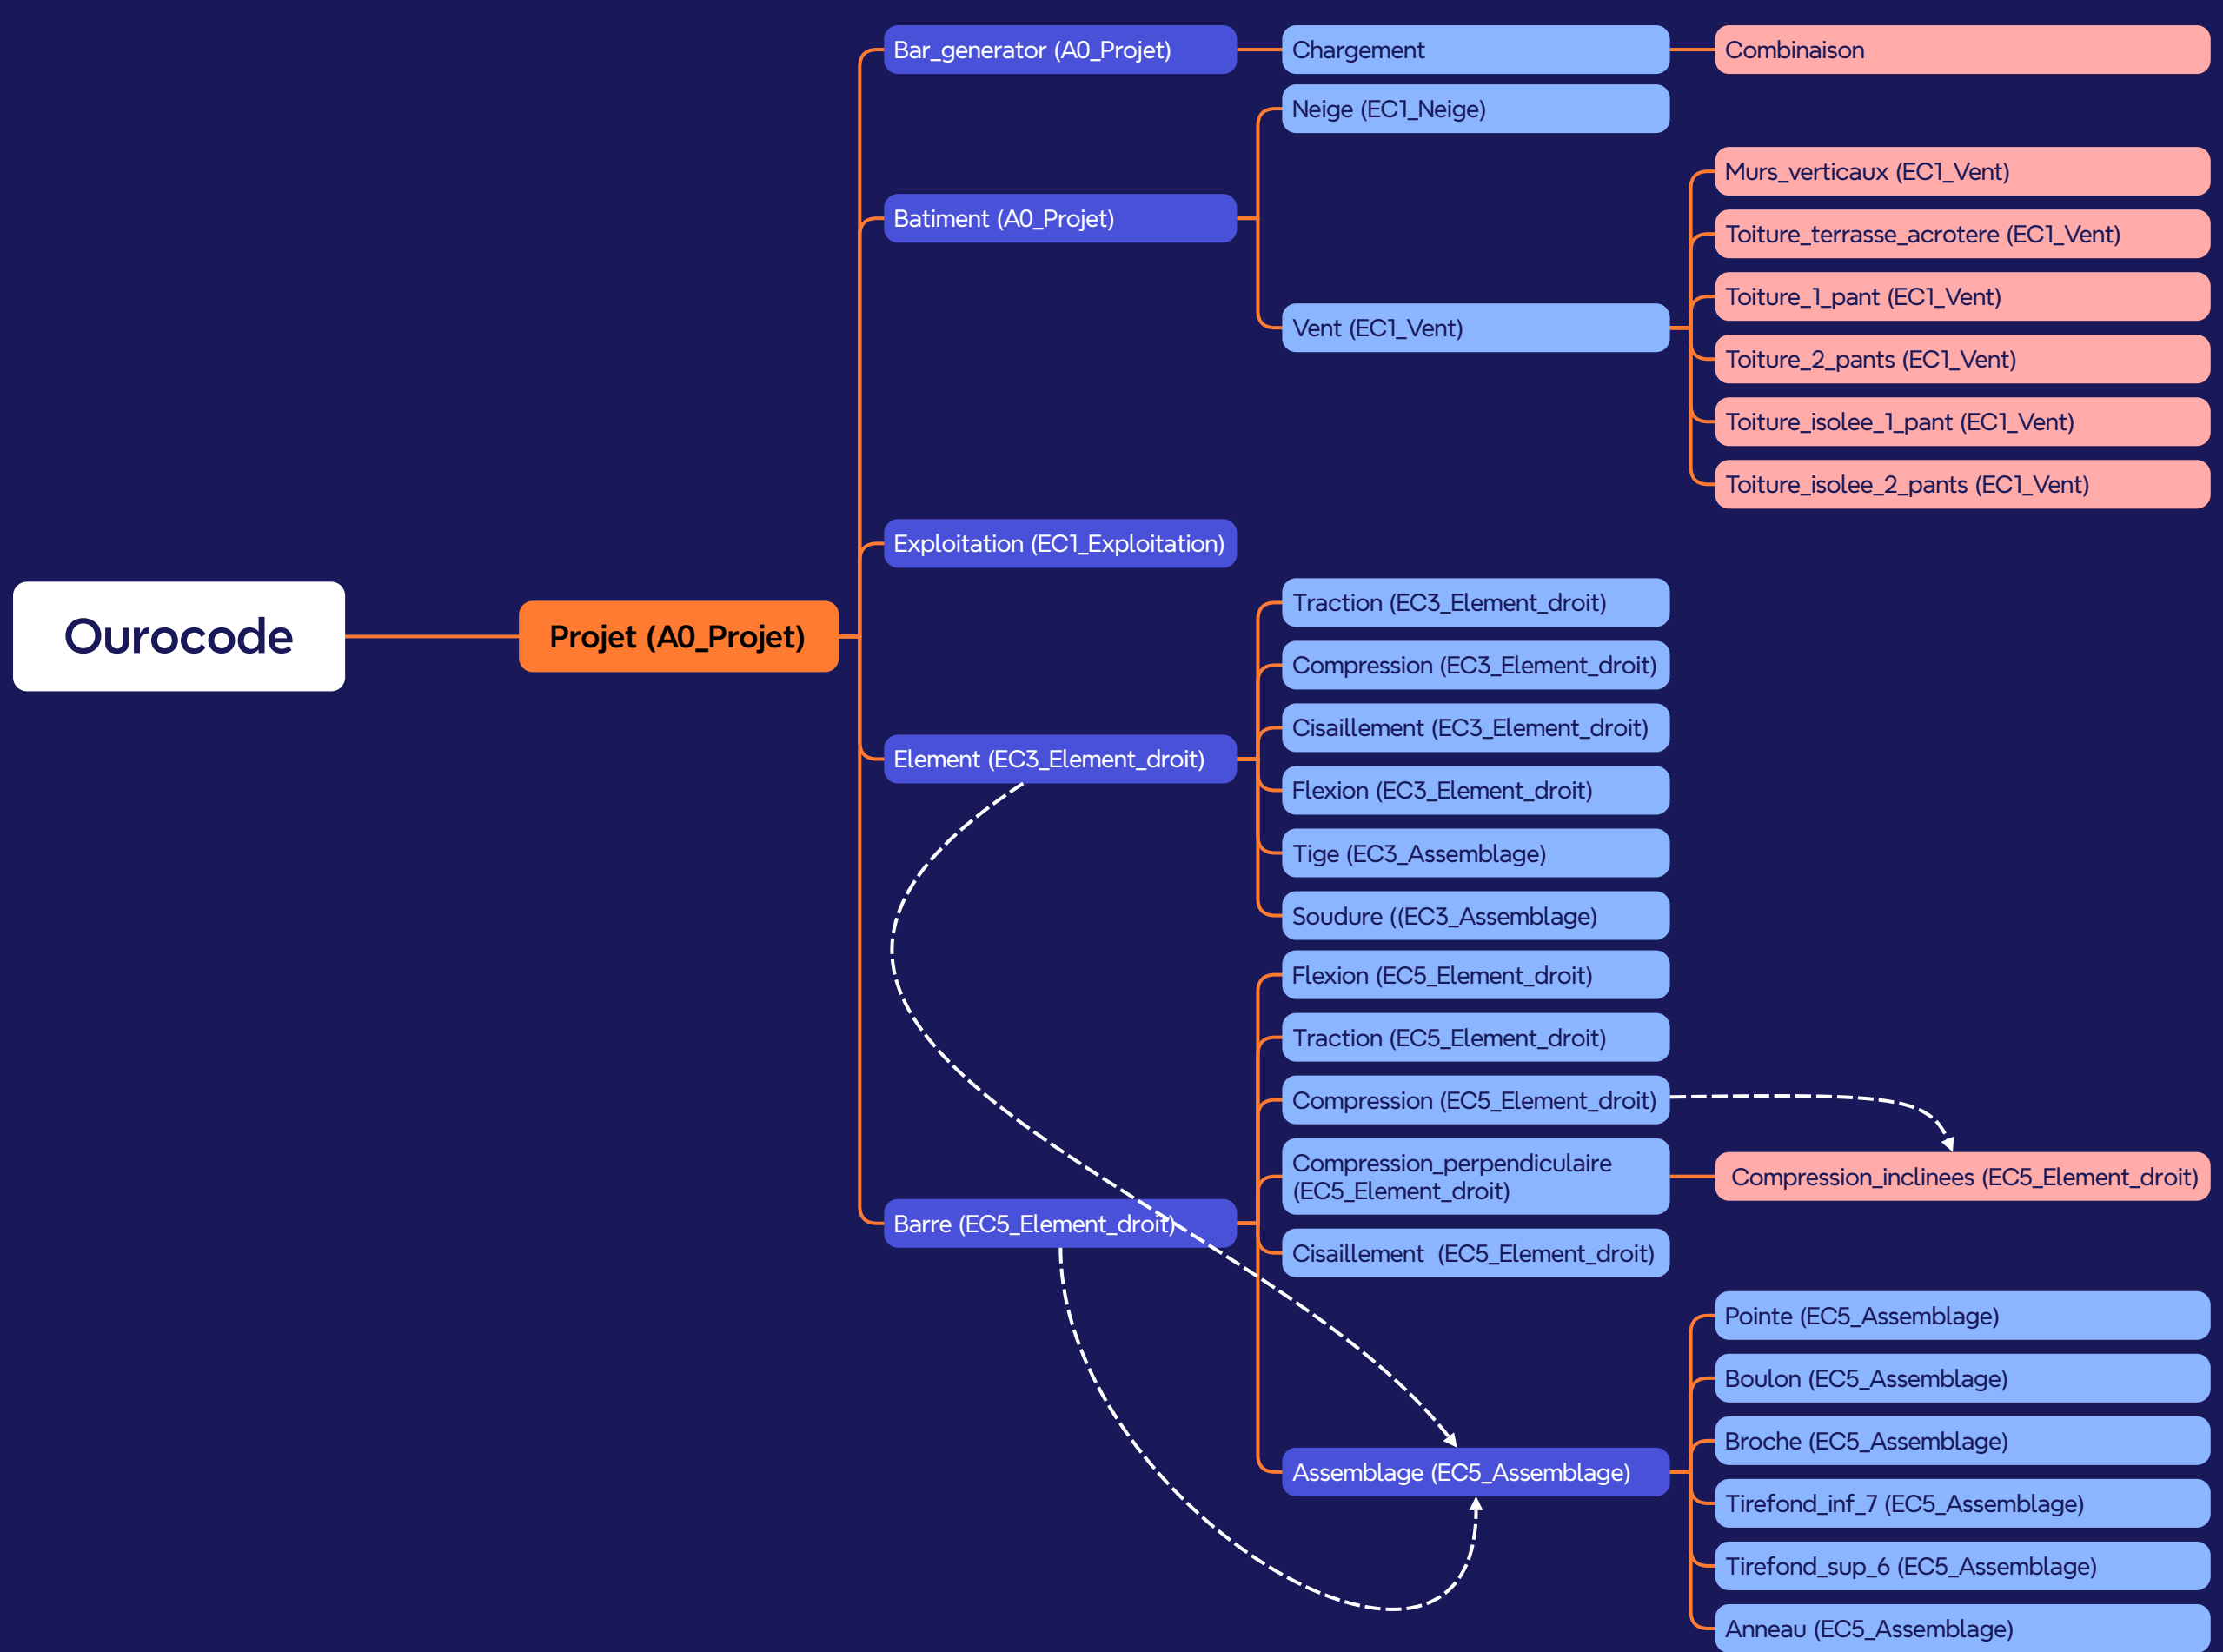 Bar_generator (A0_Projet)
Chargement
Combinaison
Neige (EC1_Neige)
Murs_verticaux (EC1_Vent)
Batiment (A0_Projet)
Toiture_terrasse_acrotere (EC1_Vent)
Toiture_1_pant (EC1_Vent)
Vent (EC1_Vent)
Toiture_2_pants (EC1_Vent)
Toiture_isolee_1_pant (EC1_Vent)
Toiture_isolee_2_pants (EC1_Vent)
Exploitation (EC1_Exploitation)
Ourocode
Projet (A0_Projet)
Traction (EC3_Element_droit)
Compression (EC3_Element_droit)
Cisaillement (EC3_Element_droit)
Element (EC3_Element_droit)
Flexion (EC3_Element_droit)
Tige (EC3_Assemblage)
Soudure ((EC3_Assemblage)
Flexion (EC5_Element_droit)
Traction (EC5_Element_droit)
Compression (EC5_Element_droit)
Compression_perpendiculaire
(EC5_Element_droit)
Compression_inclinees (EC5_Element_droit)
Barre (EC5_Element_droit)
Cisaillement  (EC5_Element_droit)
Pointe (EC5_Assemblage)
Boulon (EC5_Assemblage)
Broche (EC5_Assemblage)
Assemblage (EC5_Assemblage)
Tirefond_inf_7 (EC5_Assemblage)
Tirefond_sup_6 (EC5_Assemblage)
Anneau (EC5_Assemblage)